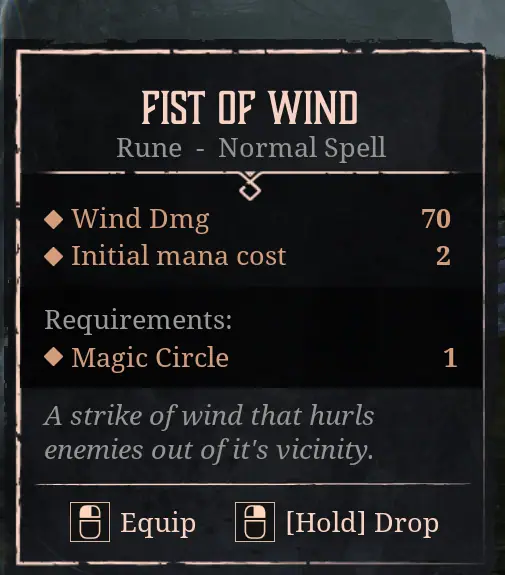 FIST OF WIND
Rune - Normal Spell
Wind Dmg 70
Initial mana cost 2
Requirements:
Magic Circle 1
A strike of wind that hurls
enemies out of it's vicinity.
Equip [Hold] Drop